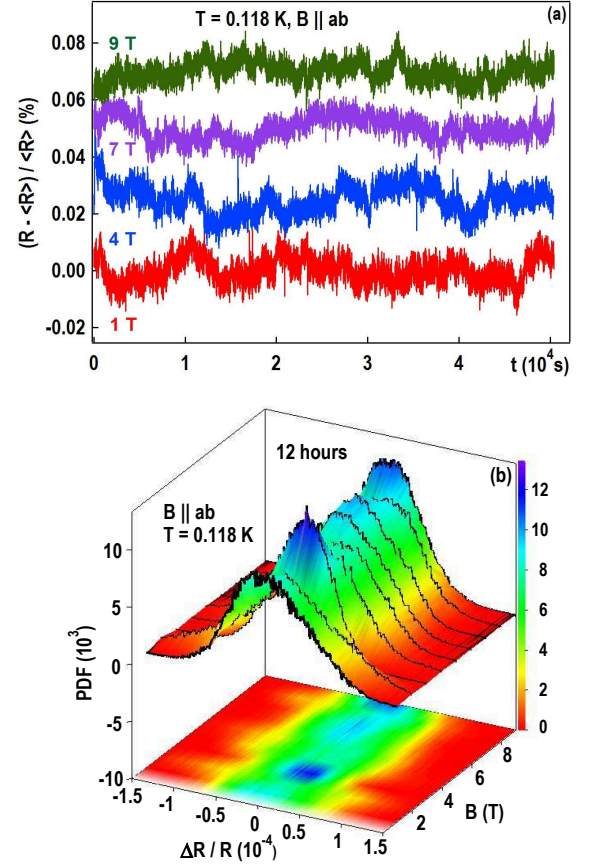 T = 0.118 K, B || ab
(a)
(R - <R>) / <R> (%)
0.08
0.06
0.04
0.02
0.00
-0.02
9 T
7 T
4 T
1 T
0 1 2 3 4 5
t (10⁴s)
12 hours
(b)
B || ab
T = 0.118 K
PDF (10³)
10
5
0
-5
-10
12
10
8
6
4
2
0
-1.5 -1 -0.5 0 0.5 1 1.5
ΔR / R (10⁻⁴)
2 4 6 8
B (T)